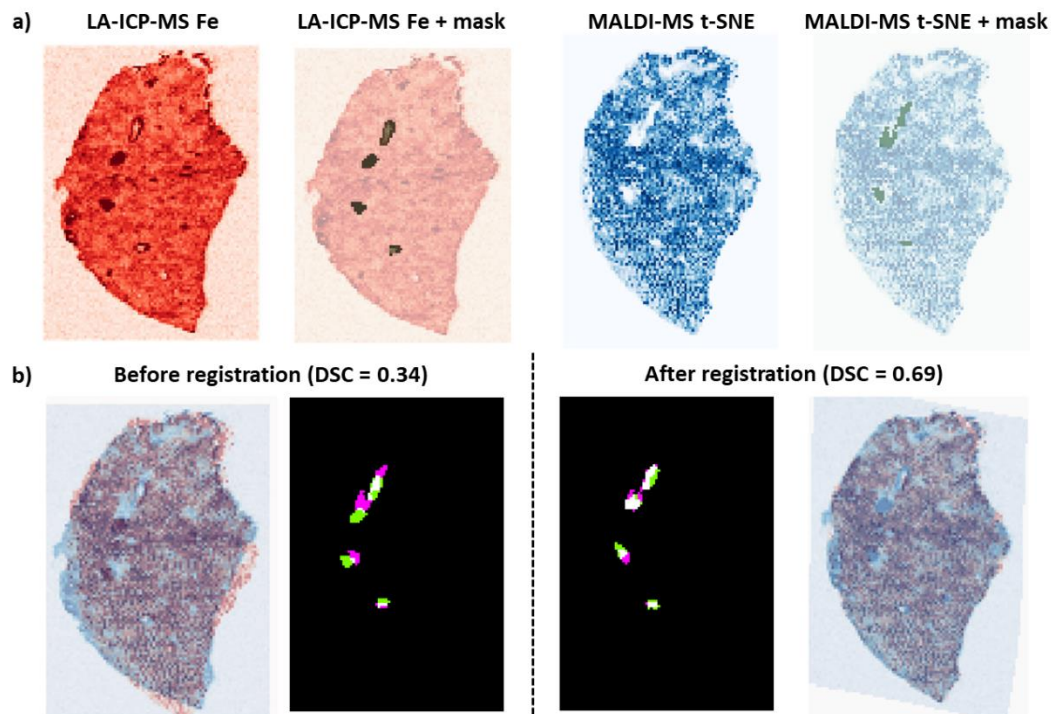 a) LA-ICP-MS Fe LA-ICP-MS Fe + mask MALDI-MS t-SNE MALDI-MS t-SNE + mask
b) Before registration (DSC = 0.34) After registration (DSC = 0.69)